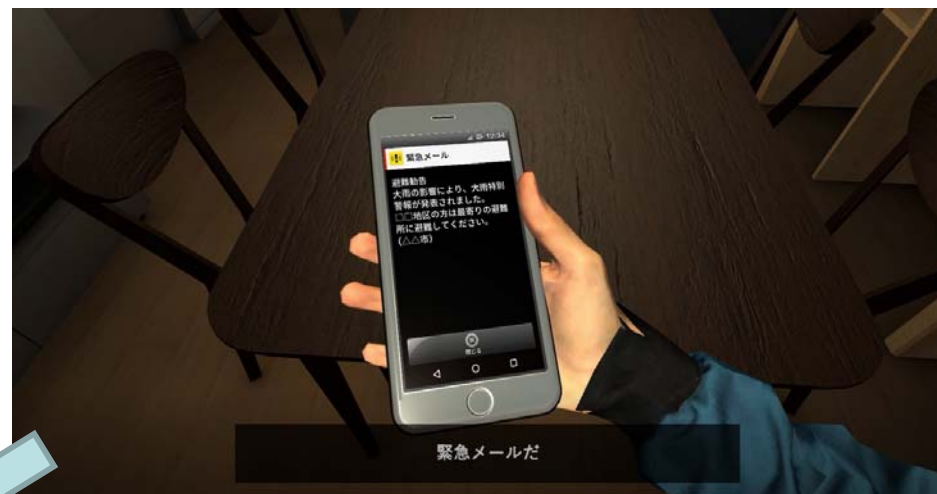 12:34
緊急メール
避難勧告
大雨の影響により、大雨特別
警報が発表されました。
□□地区の方は最寄りの避難
所に避難してください。
(△△市)
閉じる
緊急メールだ